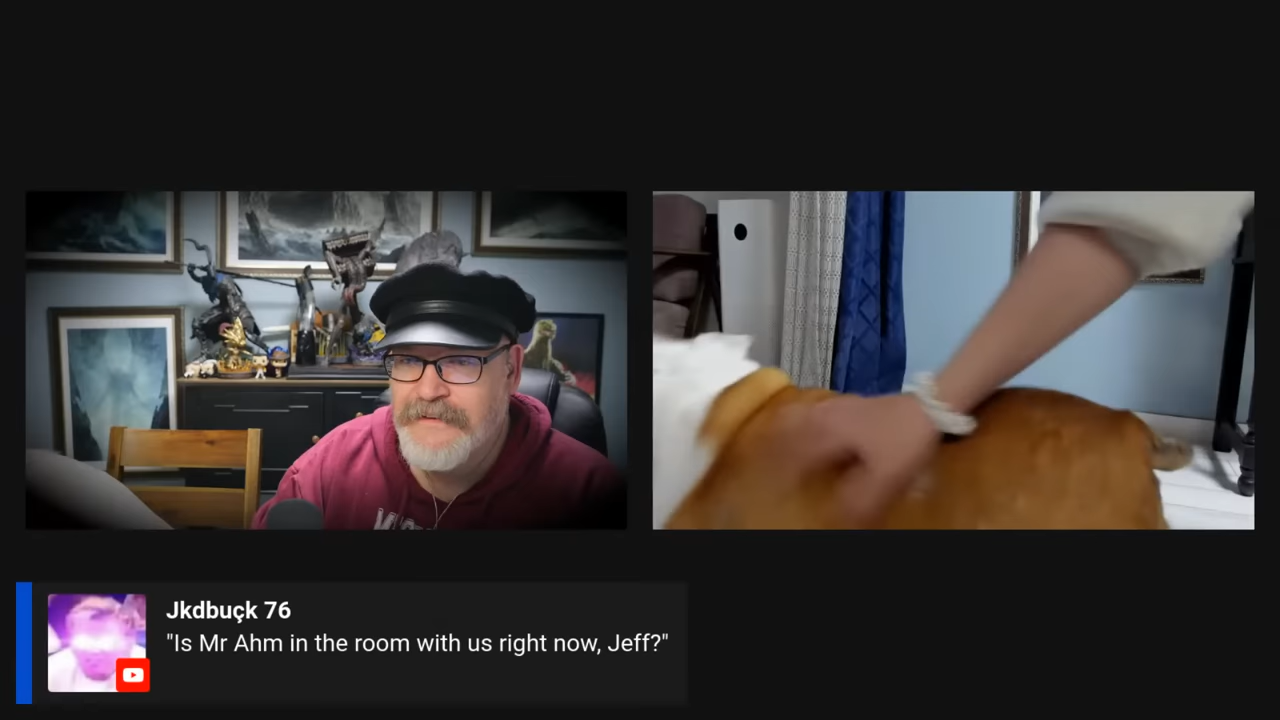 Jkdbuçk 76
"Is Mr Ahm in the room with us right now, Jeff?"